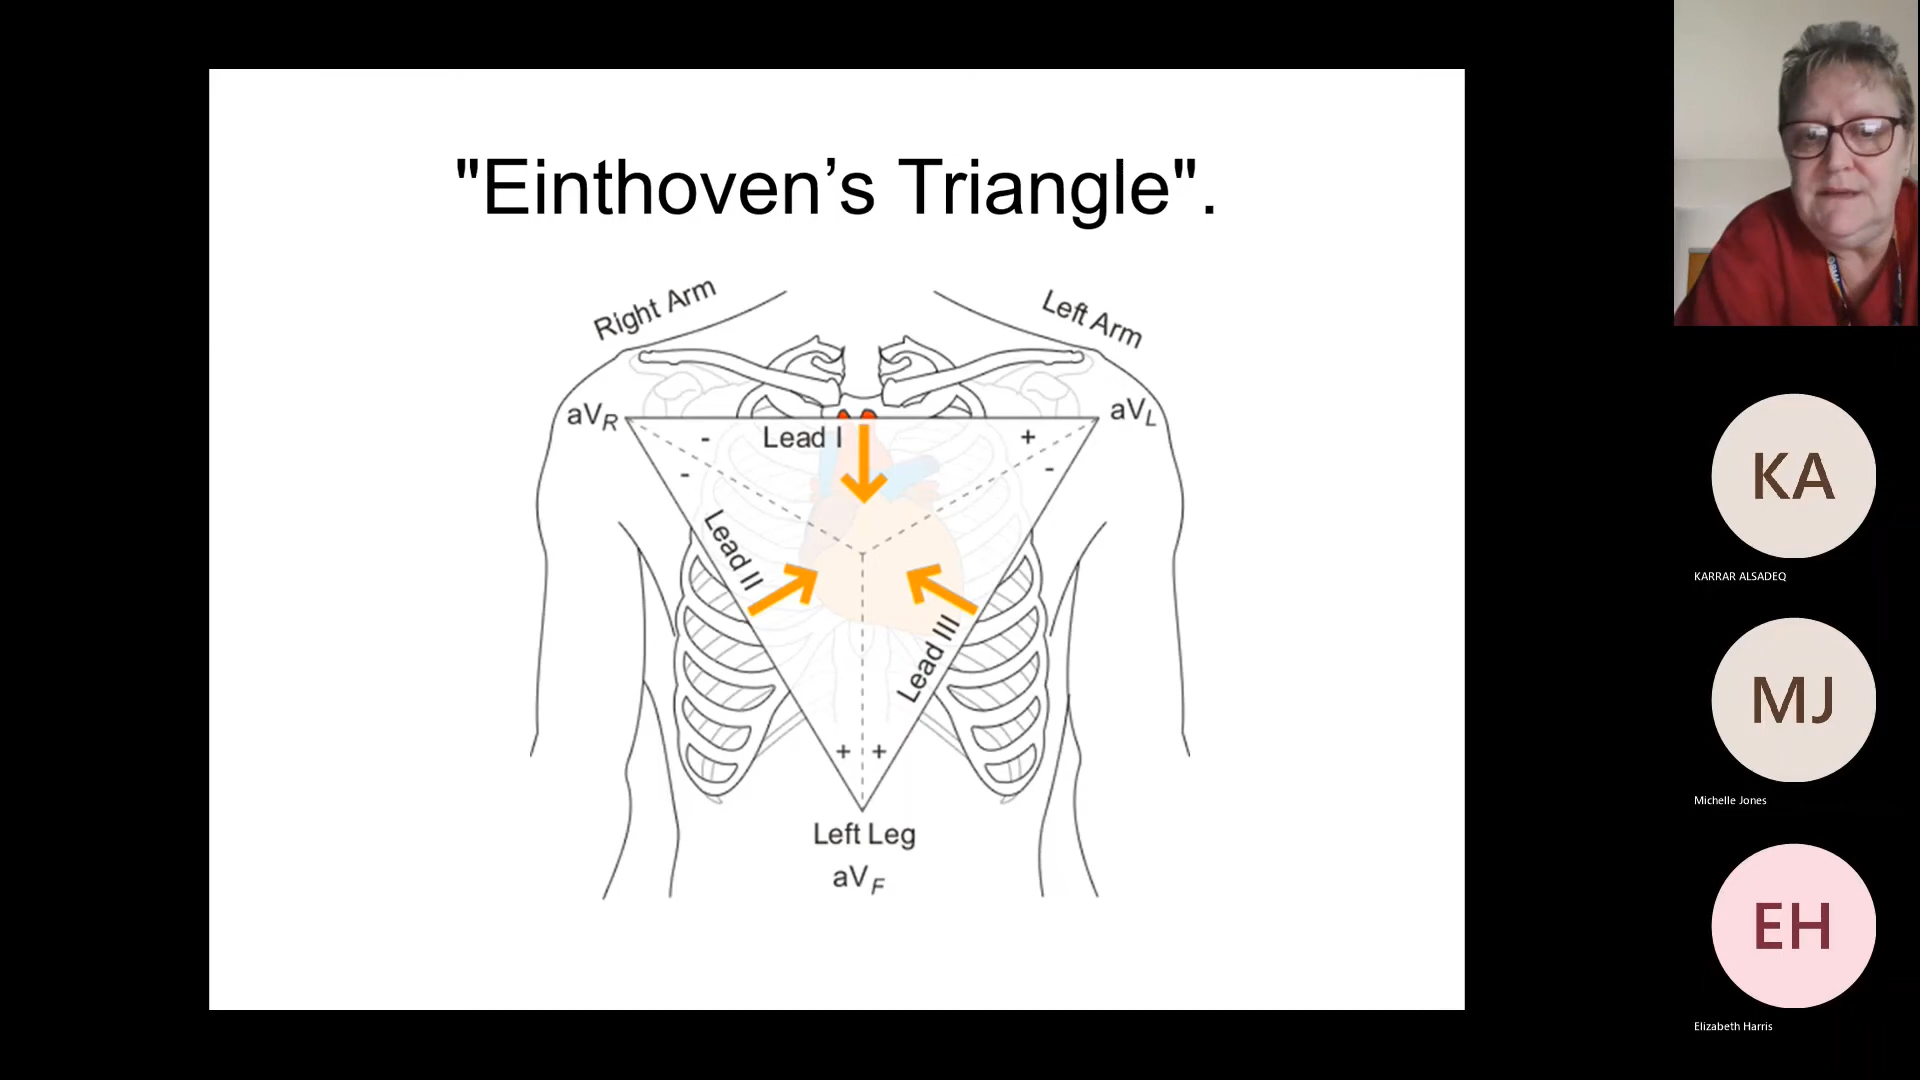 "Einthoven’s Triangle".
Right Arm
Left Arm
aVR
aVL
- Lead I +
- -
Lead II
Lead III
+ +
Left Leg
aVF
KA
KARRAR ALSADEQ
MJ
Michelle Jones
EH
Elizabeth Harris